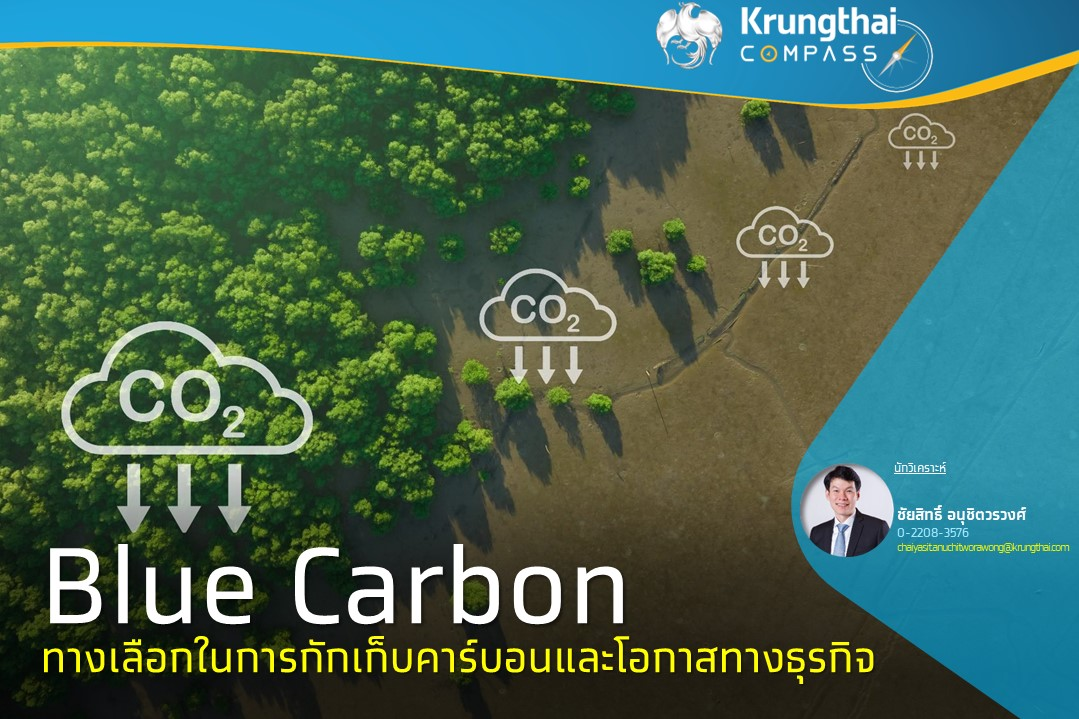 Krungthai
COMPASS
CO2
CO2
CO2
CO2
นักวิเคราะห์
ชัยสิทธิ์ อนุชิตวรวงศ์
0-2208-3576
chaiyasit.anuchitworawong@krungthai.com
Blue Carbon
ทางเลือกในการกักเก็บคาร์บอนและโอกาสทางธุรกิจ